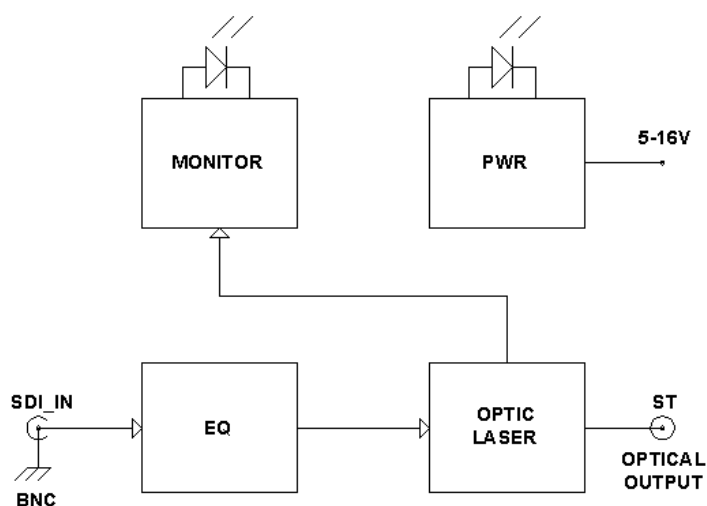 MONITOR
PWR
5-16V
SDI_IN
BNC
EQ
OPTIC
LASER
ST
OPTICAL
OUTPUT